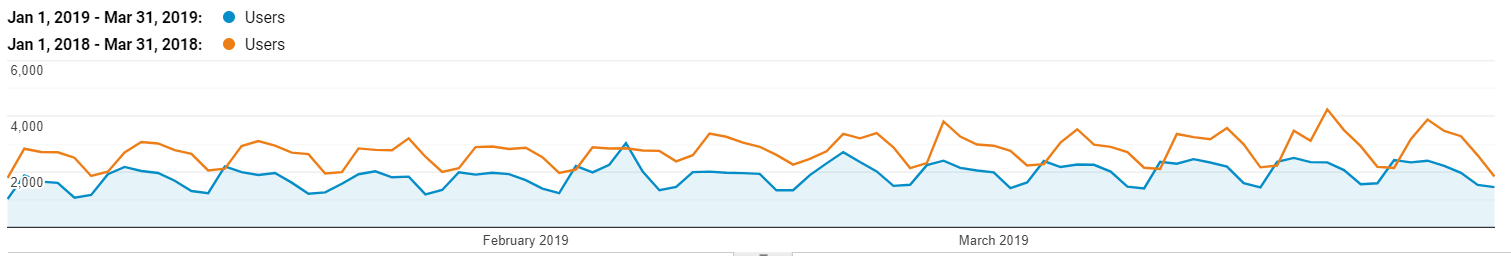 Jan 1, 2019 - Mar 31, 2019: Users
Jan 1, 2018 - Mar 31, 2018: Users
6,000
4,000
2,000
February 2019 March 2019